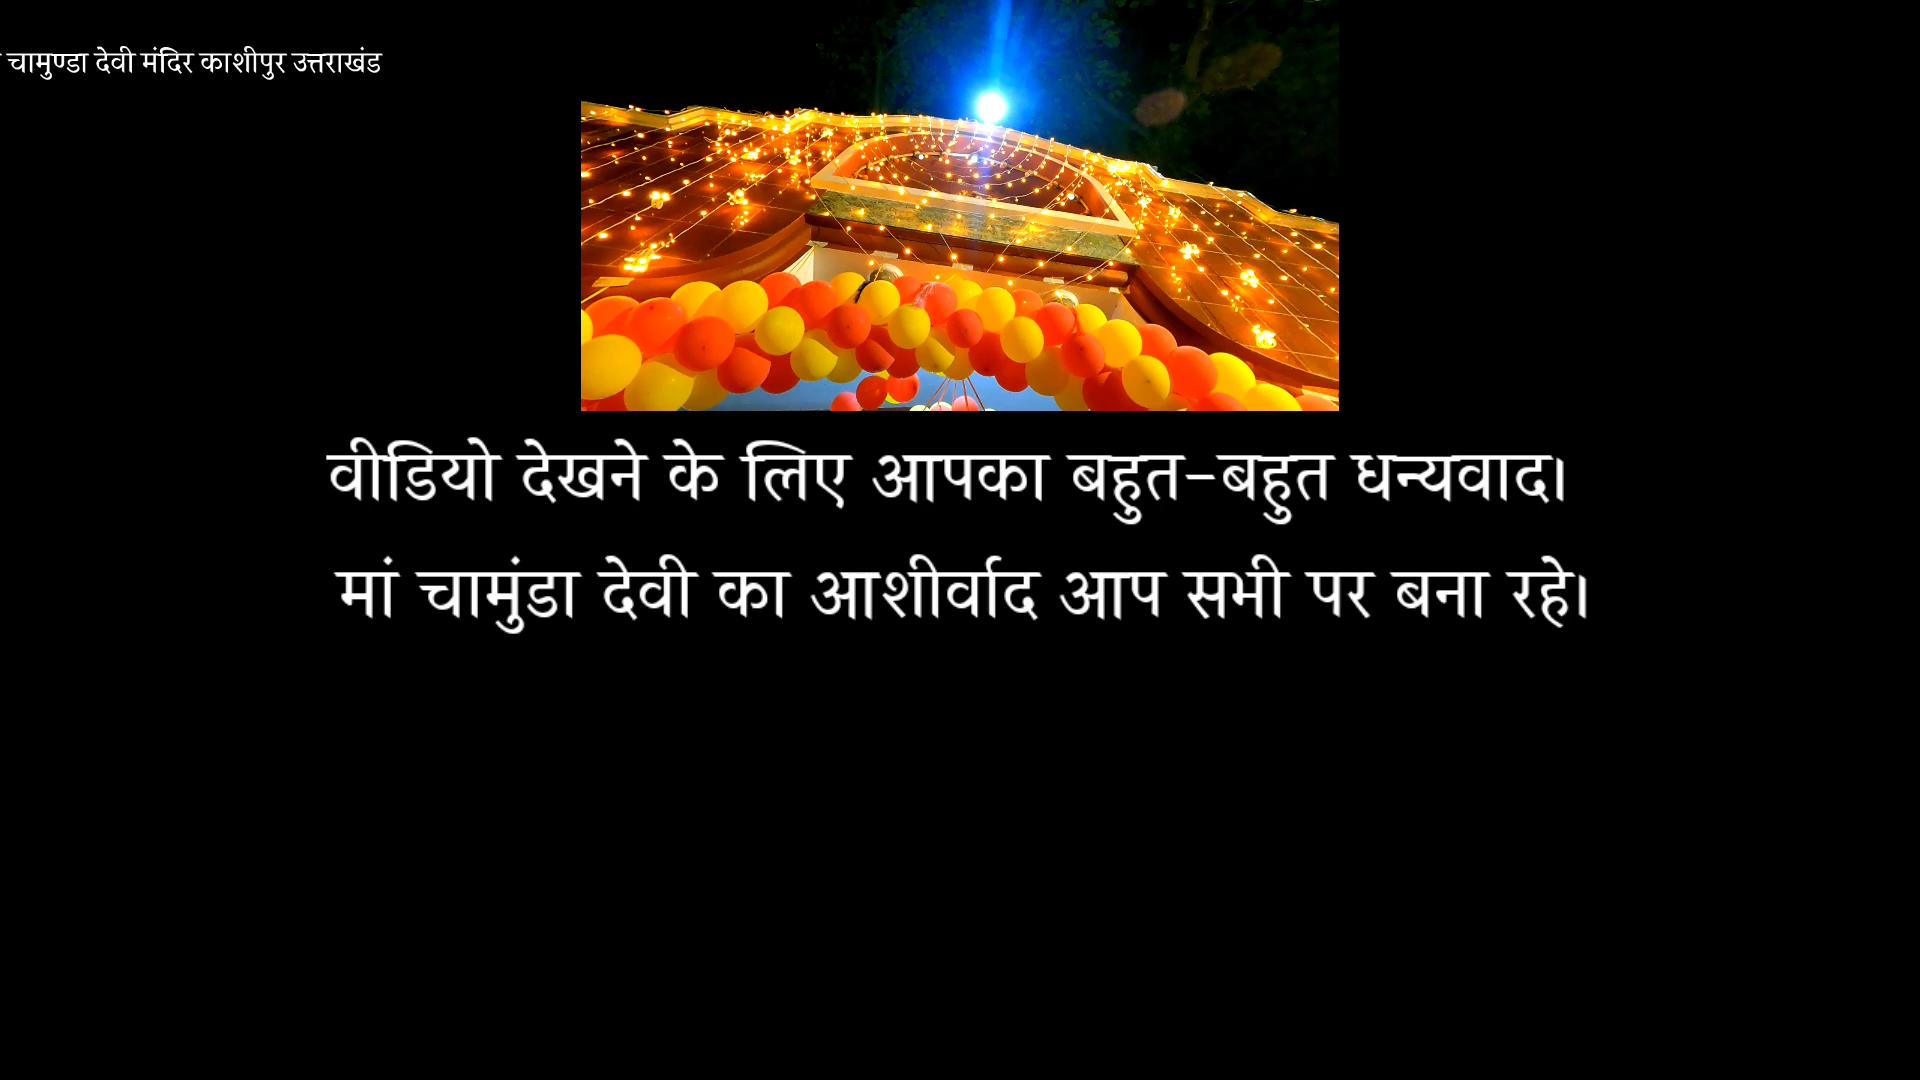 चामुण्डा देवी मंदिर काशीपुर उत्तराखंड
वीडियो देखने के लिए आपका बहुत-बहुत धन्यवाद।
मां चामुंडा देवी का आशीर्वाद आप सभी पर बना रहे।